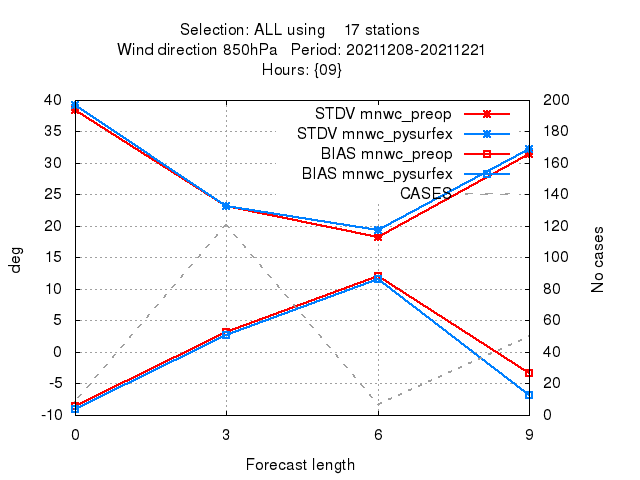 Selection: ALL using 17 stations
Wind direction 850hPa Period: 20211208-20211221
Hours: {09}
STDV mnwc_preop
STDV mnwc_pysurfex
BIAS mnwc_preop
BIAS mnwc_pysurfex
CASES
deg
40
35
30
25
20
15
10
5
0
-5
-10
200
180
160
140
120
100
80
60
40
20
0
No cases
0 3 6 9
Forecast length